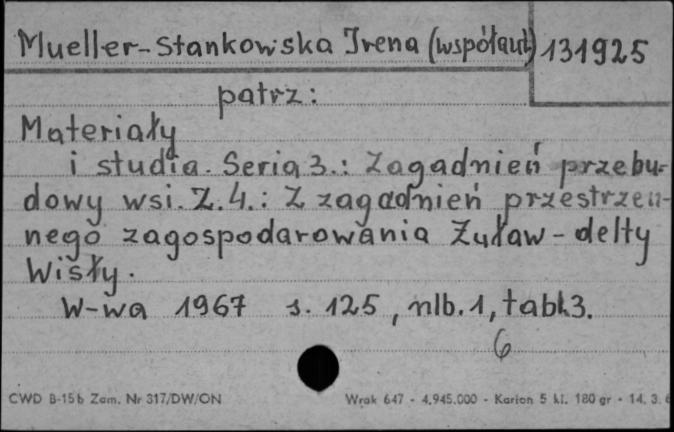 Mueller-Stankowska Irena (współaut) 131925
patrz:
Materiały
i studia. Seria 3.: Zagadnień przebu-
dowy wsi. Z. 4.: Z zagadnień przestrzen-
nego zagospodarowania Żuław - delty
Wisły.
W-wa 1967 s. 125, nlb. 1, tabl. 3.
6
CWD B-15b Zam. Nr 317/DW/ON Wrak 647 - 4.945.000 - Karton 5 kl. 180 gr - 14. 3. 6